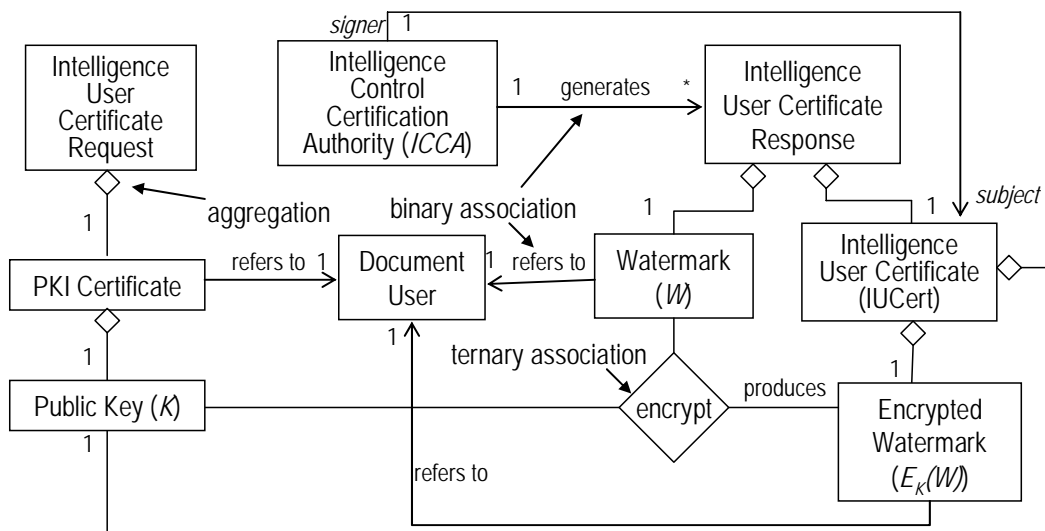 signer
1
Intelligence
User
Certificate
Request
Intelligence
Control
Certification
Authority (ICCA)
1
generates
*
Intelligence
User Certificate
Response
1
aggregation
binary association
1
1
subject
PKI Certificate
refers to
1
Document
User
1
refers to
Watermark
(W)
Intelligence
User Certificate
(IUCert)
1
1
ternary association
1
Public Key (K)
encrypt
produces
Encrypted
Watermark
(E_K(W))
1
refers to